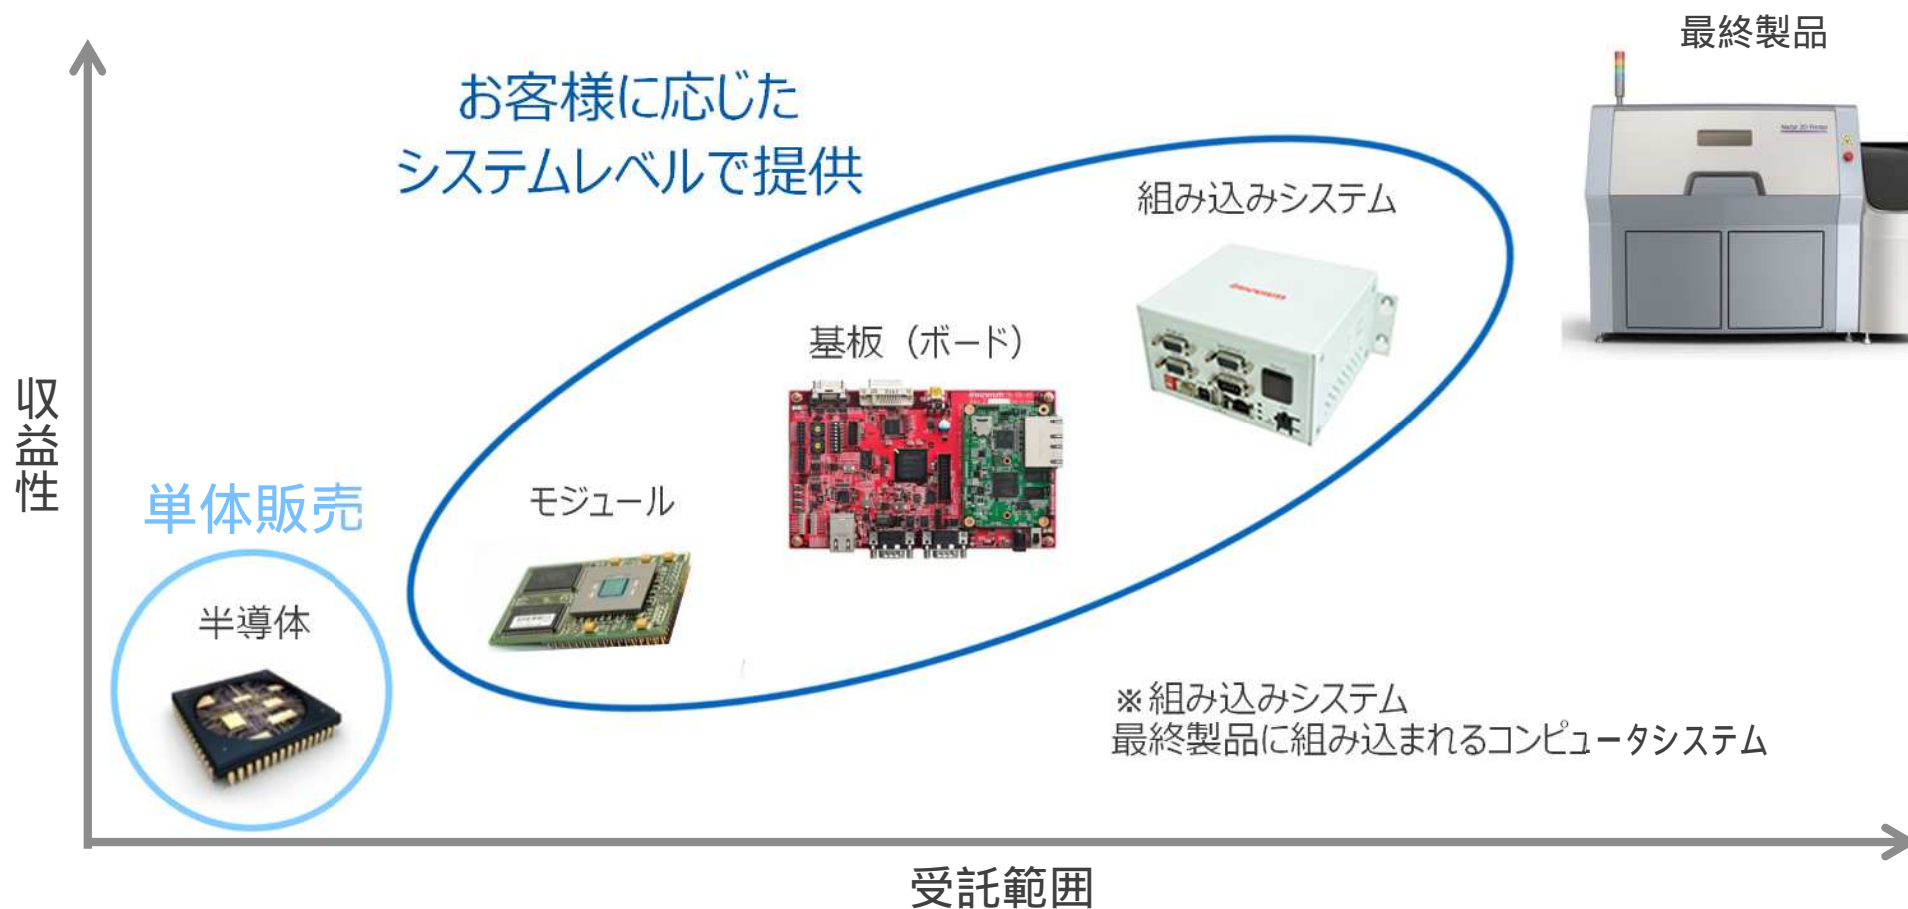 最終製品
お客様に応じた
システムレベルで提供
組み込みシステム
Metal 3D Printer
基板（ボード）
収益性
単体販売
モジュール
半導体
※組み込みシステム
最終製品に組み込まれるコンピュータシステム
受託範囲